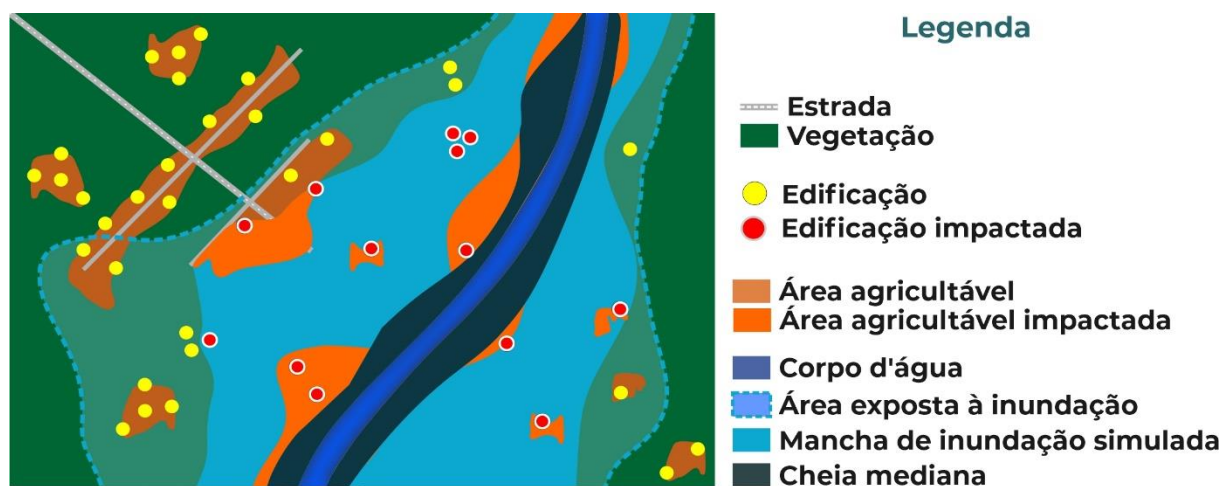 Legenda
Estrada
Vegetação
Edificação
Edificação impactada
Área agricultável
Área agricultável impactada
Corpo d'água
Área exposta à inundação
Mancha de inundação simulada
Cheia mediana